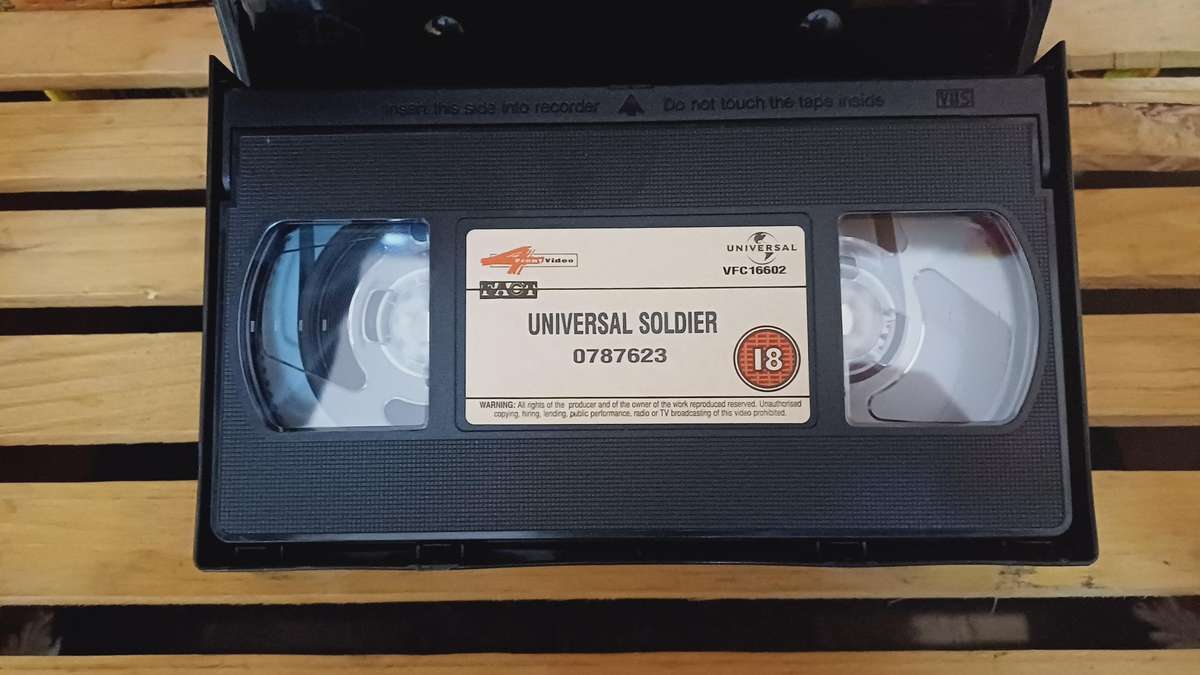 Insert this side into recorder Do not touch the tape inside VHS
4 Front Video
UNIVERSAL
VFC16602
FACT
UNIVERSAL SOLDIER
0787623
18
WARNING: All rights of the producer and of the owner of the work reproduced reserved. Unauthorised
copying, hiring, lending, public performance, radio or TV broadcasting of this video prohibited.